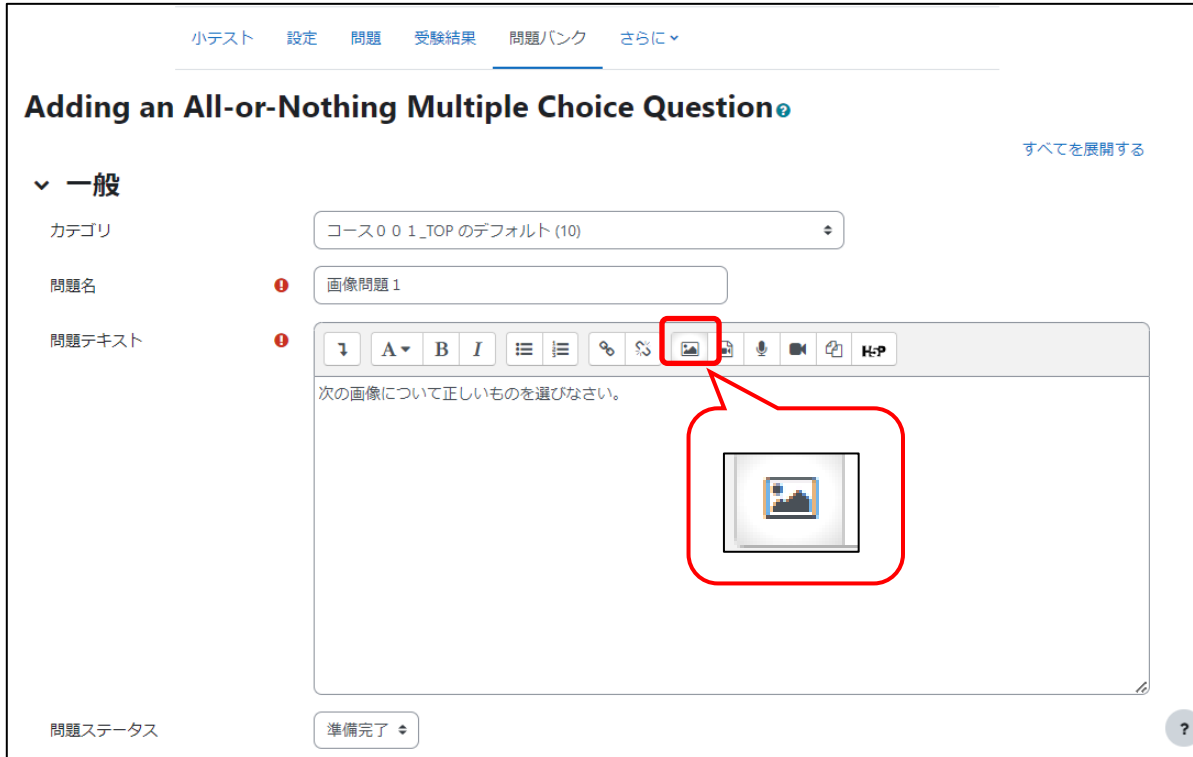 小テスト 設定 問題 受験結果 問題バンク さらに
Adding an All-or-Nothing Multiple Choice Question
すべてを展開する
一般
カテゴリ コース００１_TOP のデフォルト (10)
問題名 画像問題１
問題テキスト
A B I H5P
次の画像について正しいものを選びなさい。
問題ステータス 準備完了
?